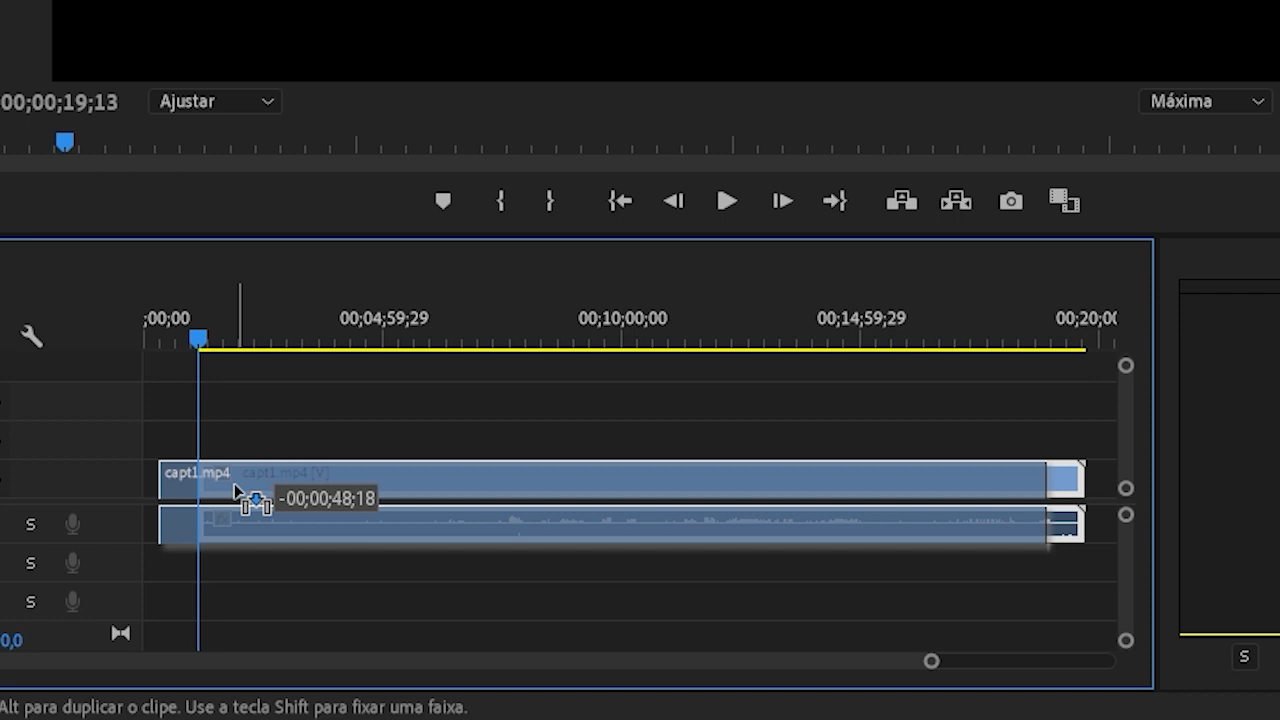 00;00;19;13
Ajustar
Máxima
;00;00
00;04;59;29
00;10;00;00
00;14;59;29
00;20;00
capt1.mp4
capt1.mp4 [V]
-00;00;48;18
S
S
S
0,0
S
Alt para duplicar o clipe. Use a tecla Shift para fixar uma faixa.